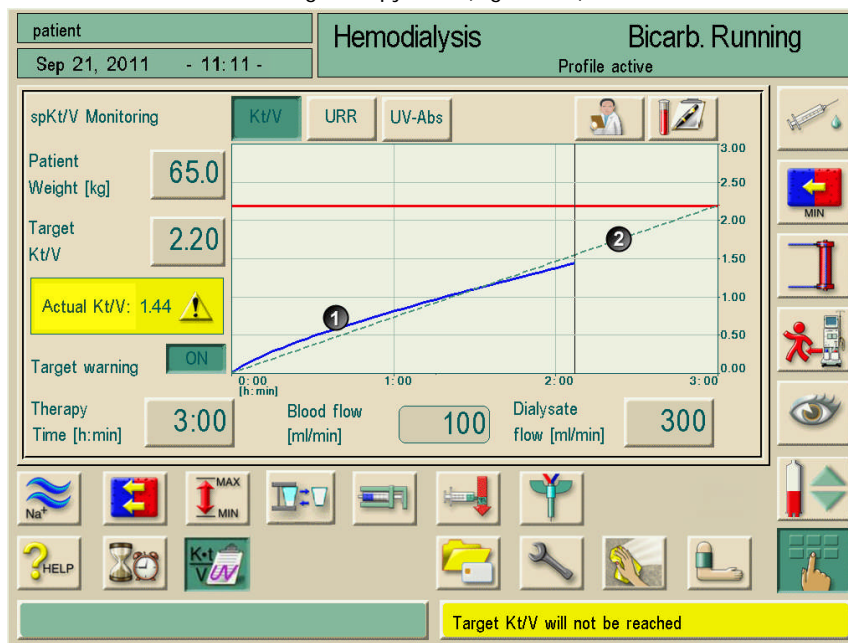 patient
Hemodialysis
Bicarb. Running
Sep 21, 2011 - 11:11 -
Profile active
spKt/V Monitoring
Kt/V
URR
UV-Abs
Patient
Weight [kg]
65.0
Target
Kt/V
2.20
Actual Kt/V: 1.44
Target warning
ON
3.00
2.50
2.00
1.50
1.00
0.50
0.00
1
2
0:00
[h:min]
1:00
2:00
3:00
Therapy
Time [h:min]
3:00
Blood flow
[ml/min]
100
Dialysate
flow [ml/min]
300
MIN
Na+
MAX
MIN
?HELP
K•t
V UV
Target Kt/V will not be reached